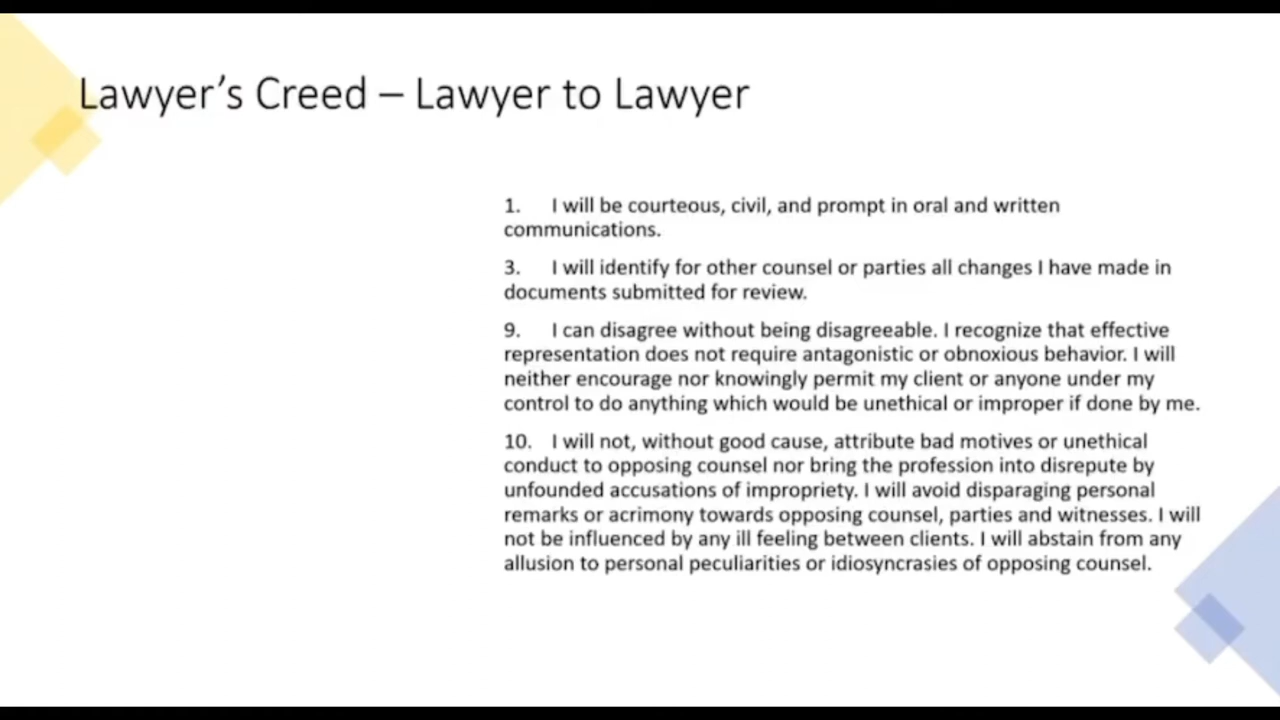 Lawyer's Creed – Lawyer to Lawyer
1. I will be courteous, civil, and prompt in oral and written
communications.
3. I will identify for other counsel or parties all changes I have made in
documents submitted for review.
9. I can disagree without being disagreeable. I recognize that effective
representation does not require antagonistic or obnoxious behavior. I will
neither encourage nor knowingly permit my client or anyone under my
control to do anything which would be unethical or improper if done by me.
10. I will not, without good cause, attribute bad motives or unethical
conduct to opposing counsel nor bring the profession into disrepute by
unfounded accusations of impropriety. I will avoid disparaging personal
remarks or acrimony towards opposing counsel, parties and witnesses. I will
not be influenced by any ill feeling between clients. I will abstain from any
allusion to personal peculiarities or idiosyncrasies of opposing counsel.